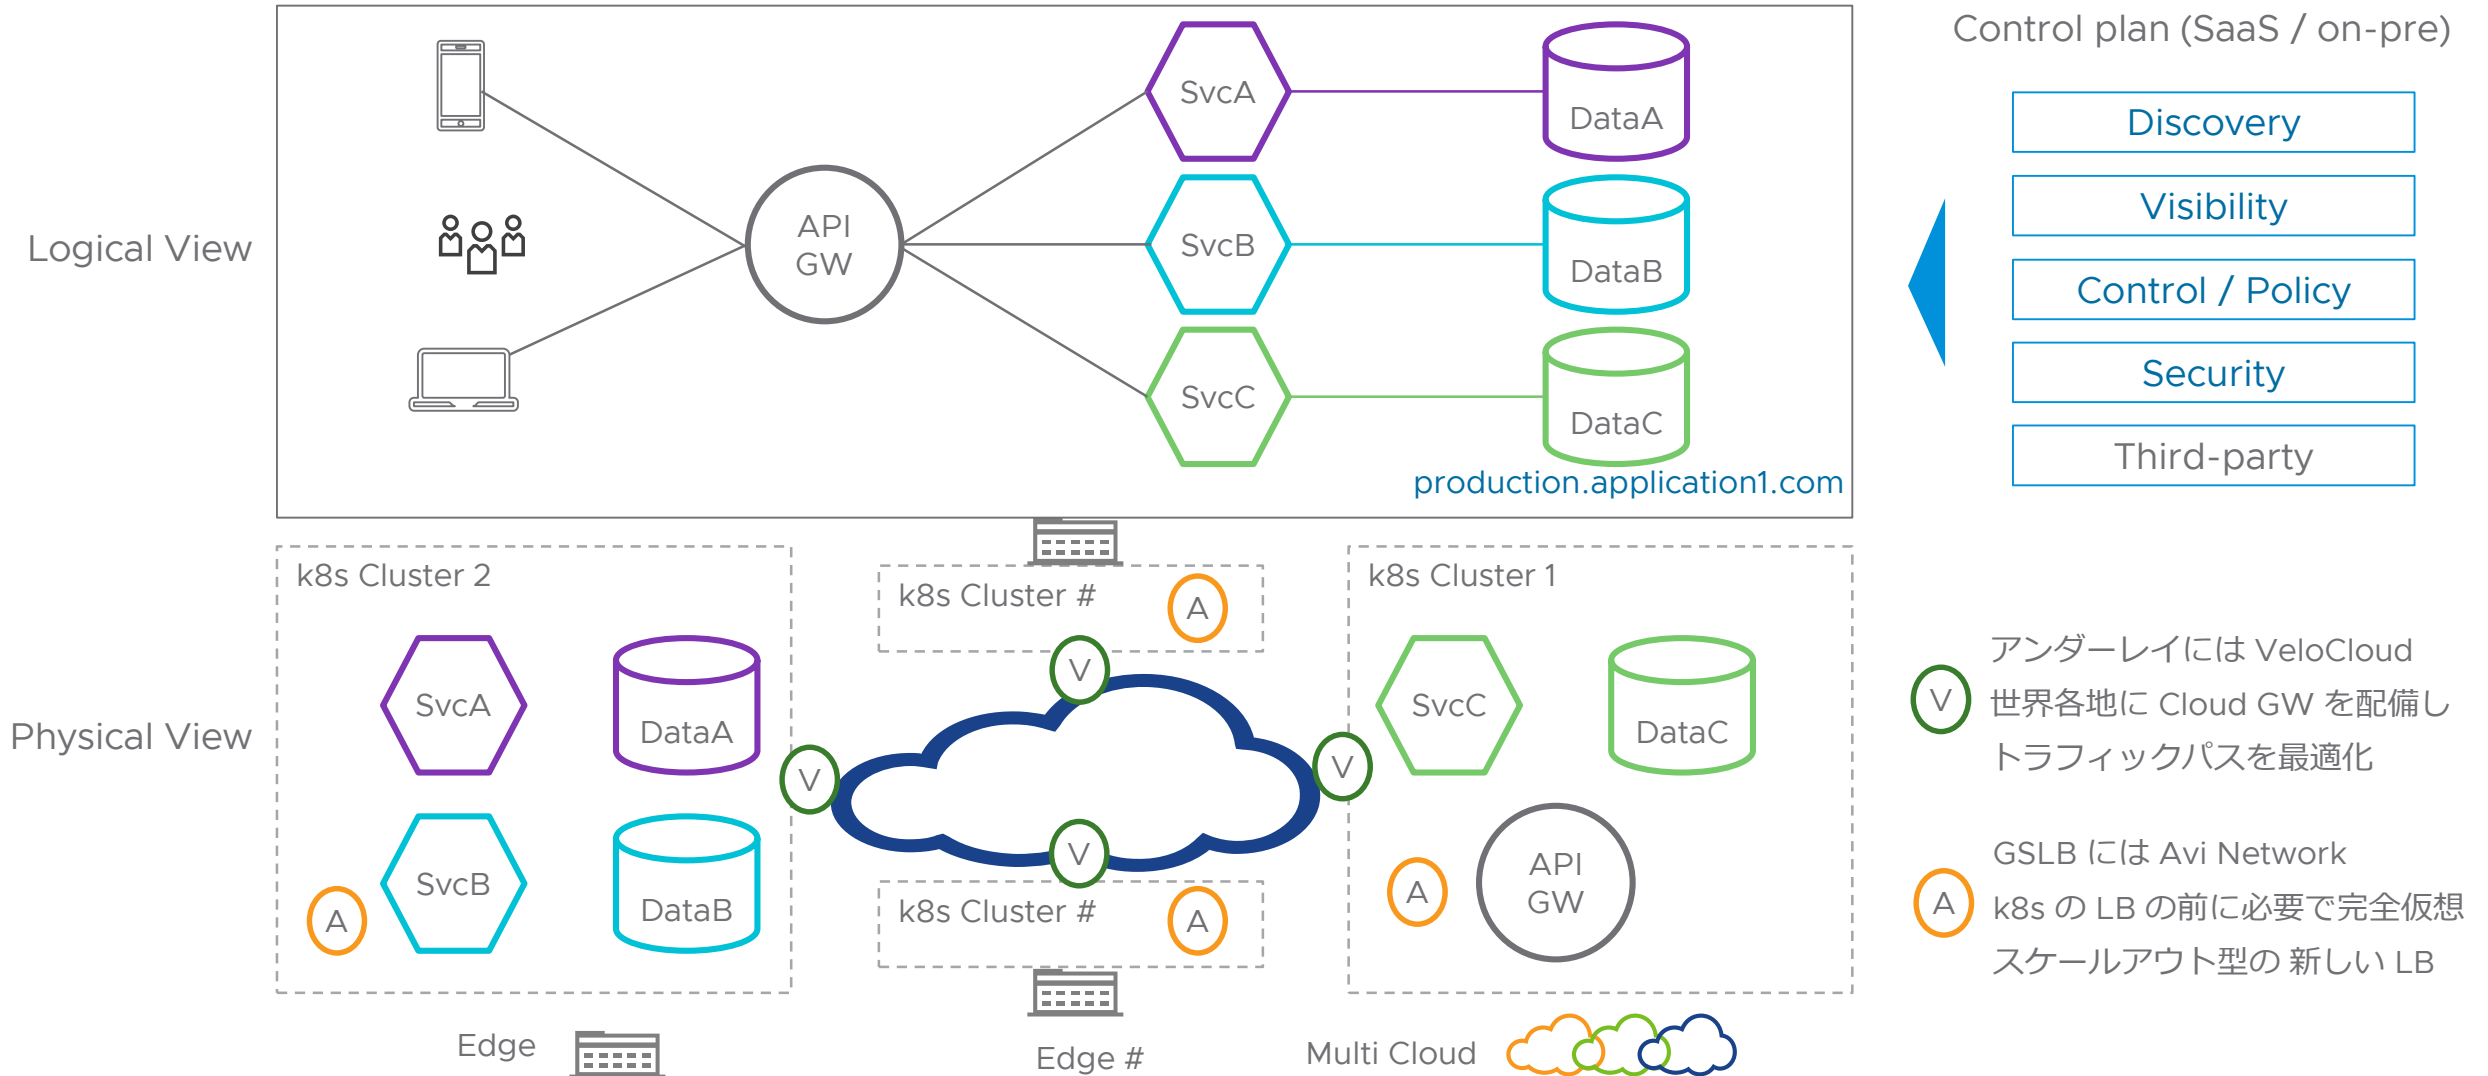 Control plan (SaaS / on-pre)
Logical View
API
GW
SvcA
DataA
SvcB
DataB
SvcC
DataC
production.application1.com
Discovery
Visibility
Control / Policy
Security
Third-party
Physical View
k8s Cluster 2
SvcA
DataA
SvcB
DataB
A
k8s Cluster #
A
V
V
V
V
k8s Cluster #
A
k8s Cluster 1
SvcC
DataC
A
API
GW
Edge
Edge #
Multi Cloud
V
アンダーレイには VeloCloud
世界各地に Cloud GW を配備し
トラフィックパスを最適化
A
GSLB には Avi Network
k8s の LB の前に必要で完全仮想
スケールアウト型の 新しい LB